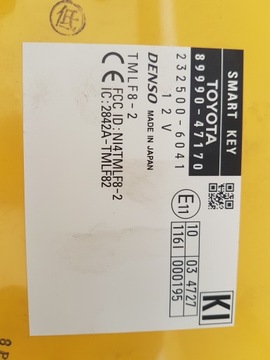 SMART KEY
TOYOTA
89990-47170
232500-6041
12V
DENSO MADE IN JAPAN
TMLF8-2
FCC ID: NI4TMLF8-2
IC: 2842A-TMLF82
E11
10 03 4727
116I 000195
KI